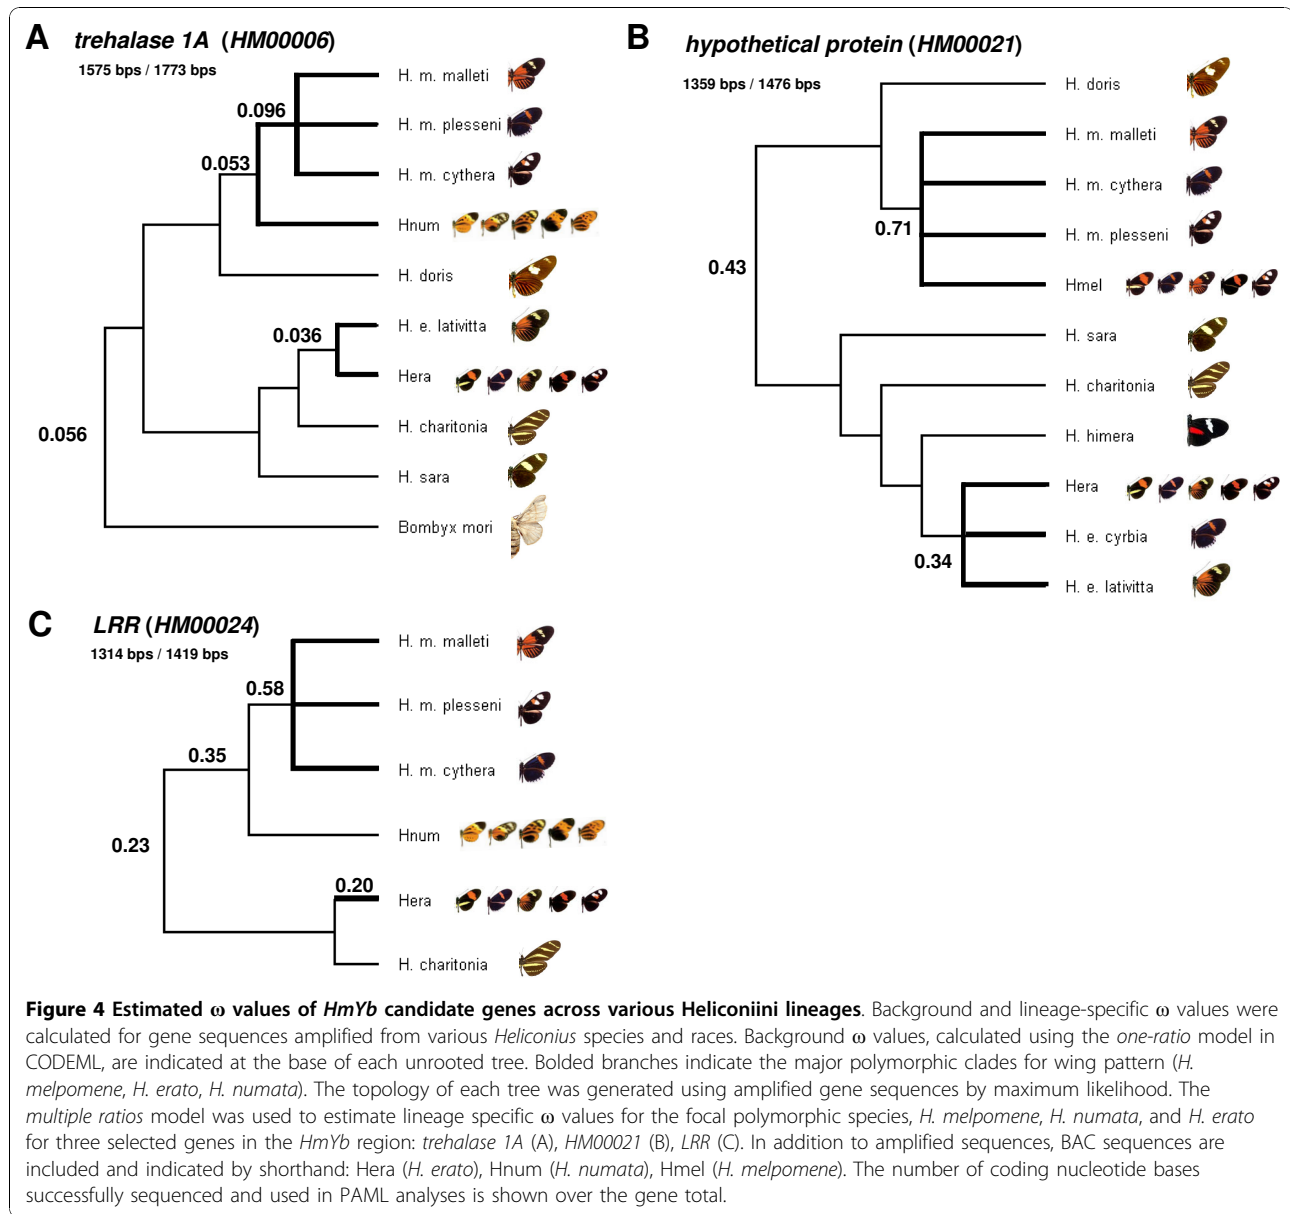 A trehalase 1A (HM00006)
1575 bps / 1773 bps
H. m. malleti
0.096
H. m. plesseni
0.053
H. m. cythera
Hnum
H. doris
H. e. lativitta
0.036
Hera
H. charitonia
0.056
H. sara
Bombyx mori
B hypothetical protein (HM00021)
1359 bps / 1476 bps
H. doris
H. m. malleti
H. m. cythera
0.71
H. m. plesseni
0.43
Hmel
H. sara
H. charitonia
H. himera
Hera
H. e. cyrbia
0.34
H. e. lativitta
C LRR (HM00024)
1314 bps / 1419 bps
H. m. malleti
0.58
H. m. plesseni
0.35
H. m. cythera
Hnum
0.23
0.20
Hera
H. charitonia
Figure 4 Estimated ω values of HmYb candidate genes across various Heliconiini lineages. Background and lineage-specific ω values were
calculated for gene sequences amplified from various Heliconius species and races. Background ω values, calculated using the one-ratio model in
CODEML, are indicated at the base of each unrooted tree. Bolded branches indicate the major polymorphic clades for wing pattern (H.
melpomene, H. erato, H. numata). The topology of each tree was generated using amplified gene sequences by maximum likelihood. The
multiple ratios model was used to estimate lineage specific ω values for the focal polymorphic species, H. melpomene, H. numata, and H. erato
for three selected genes in the HmYb region: trehalase 1A (A), HM00021 (B), LRR (C). In addition to amplified sequences, BAC sequences are
included and indicated by shorthand: Hera (H. erato), Hnum (H. numata), Hmel (H. melpomene). The number of coding nucleotide bases
successfully sequenced and used in PAML analyses is shown over the gene total.